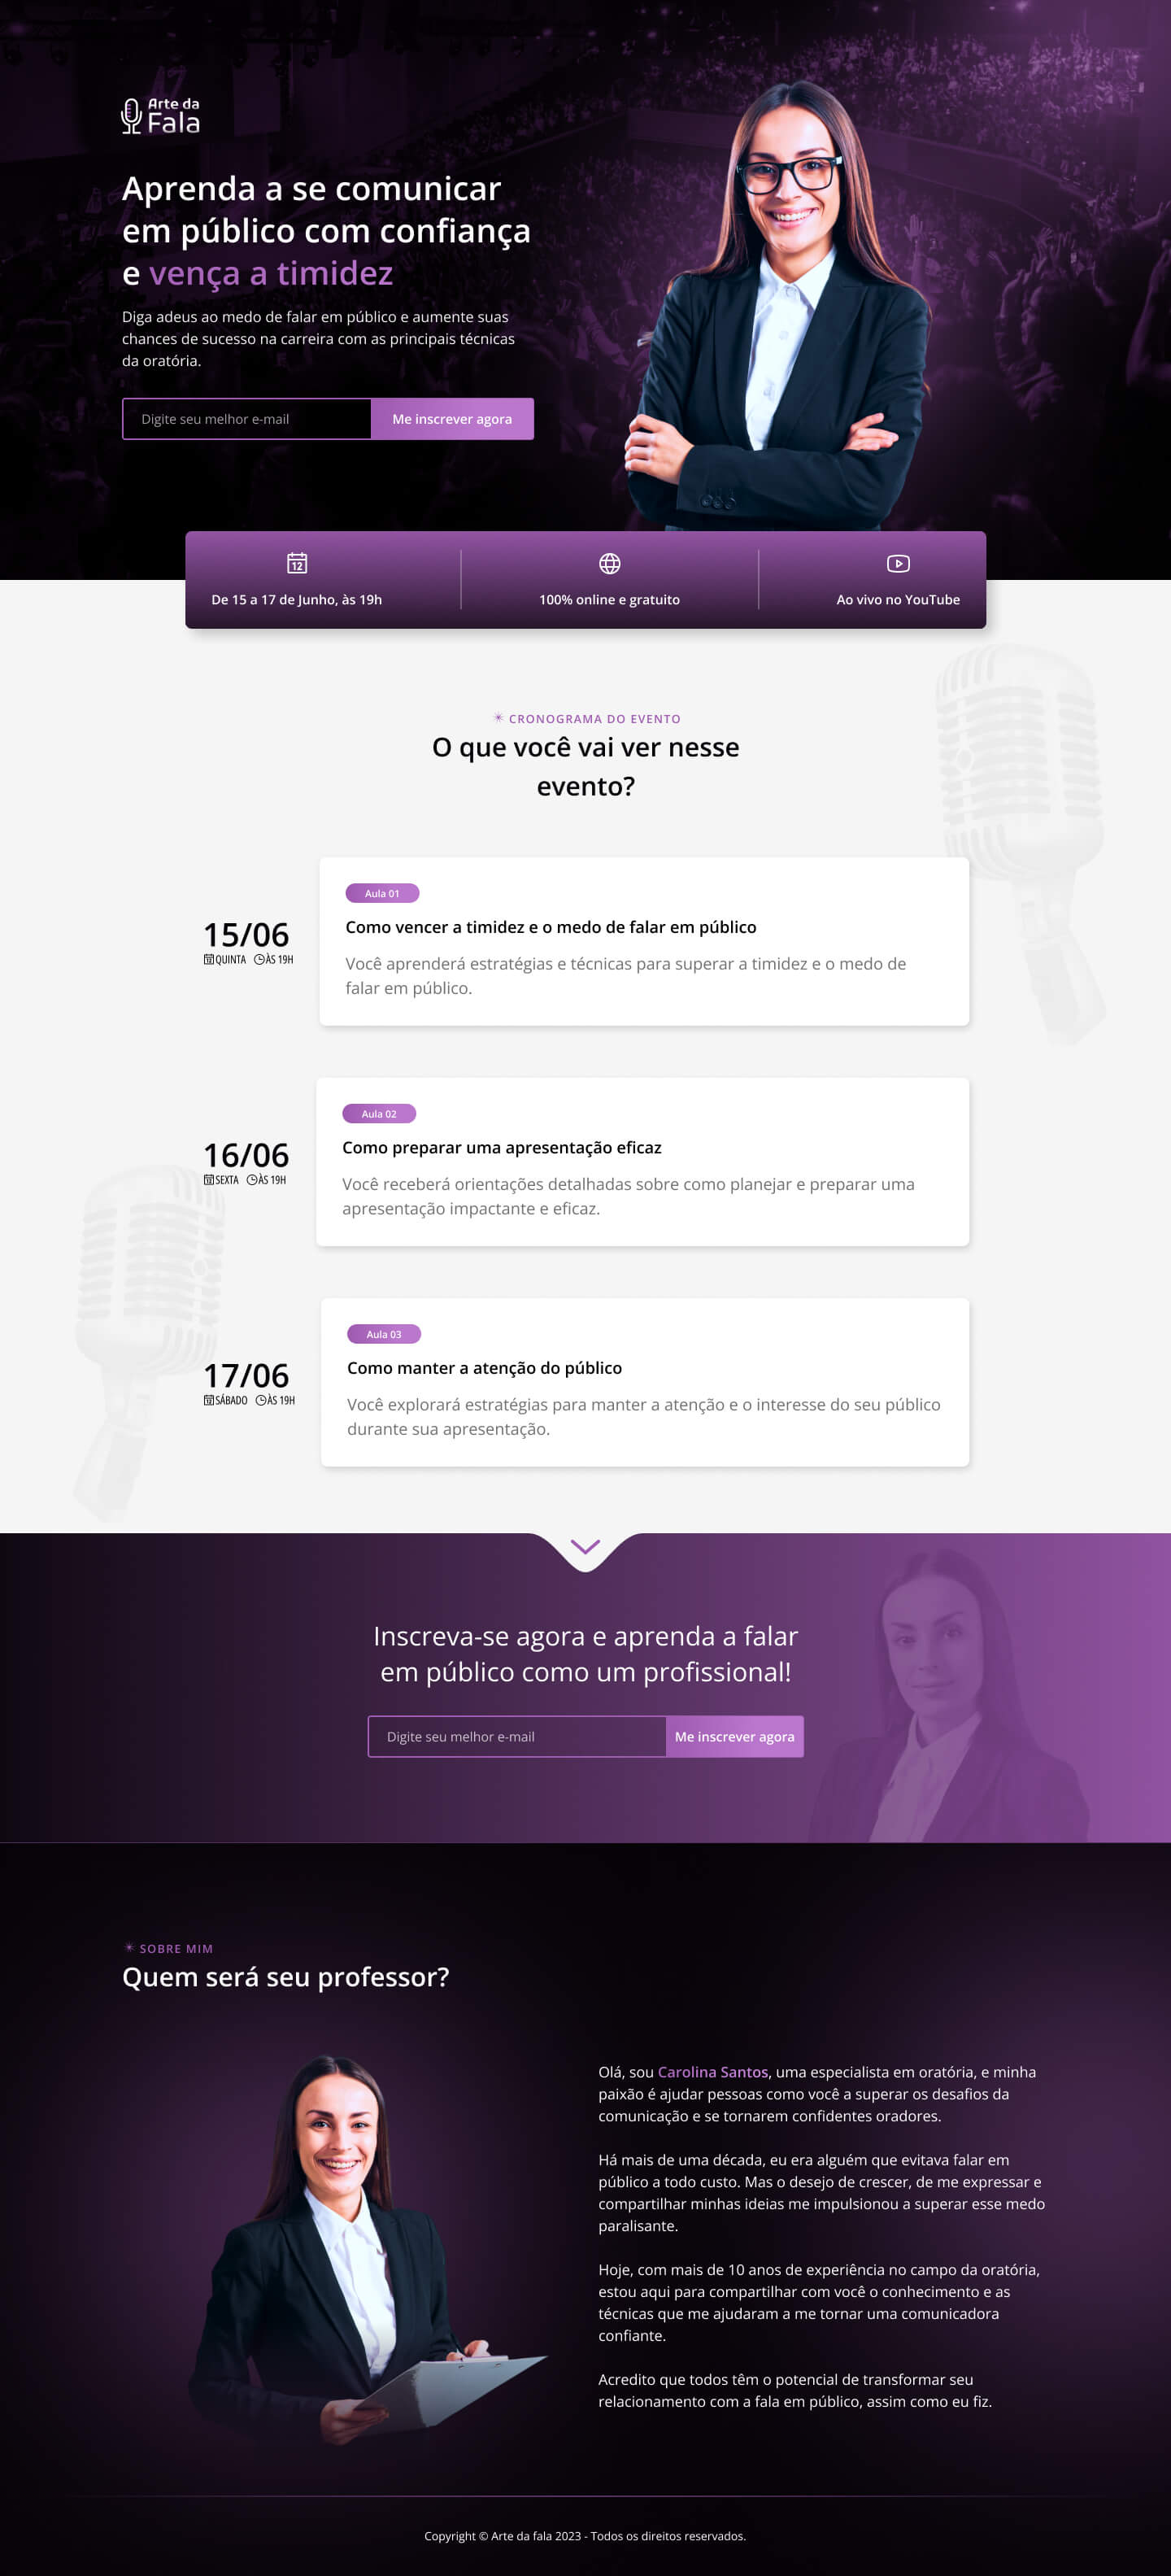 Arte da
Fala
Aprenda a se comunicar
em público com confiança
e vença a timidez
Diga adeus ao medo de falar em público e aumente suas
chances de sucesso na carreira com as principais técnicas
da oratória.
Digite seu melhor e-mail
Me inscrever agora
12
De 15 a 17 de Junho, às 19h
100% online e gratuito
Ao vivo no YouTube
CRONOGRAMA DO EVENTO
O que você vai ver nesse
evento?
15/06
QUINTA ÀS 19H
Aula 01
Como vencer a timidez e o medo de falar em público
Você aprenderá estratégias e técnicas para superar a timidez e o medo de
falar em público.
16/06
SEXTA ÀS 19H
Aula 02
Como preparar uma apresentação eficaz
Você receberá orientações detalhadas sobre como planejar e preparar uma
apresentação impactante e eficaz.
17/06
SÁBADO ÀS 19H
Aula 03
Como manter a atenção do público
Você explorará estratégias para manter a atenção e o interesse do seu público
durante sua apresentação.
Inscreva-se agora e aprenda a falar
em público como um profissional!
Digite seu melhor e-mail
Me inscrever agora
SOBRE MIM
Quem será seu professor?
Olá, sou Carolina Santos, uma especialista em oratória, e minha
paixão é ajudar pessoas como você a superar os desafios da
comunicação e se tornarem confidentes oradores.
Há mais de uma década, eu era alguém que evitava falar em
público a todo custo. Mas o desejo de crescer, de me expressar e
compartilhar minhas ideias me impulsionou a superar esse medo
paralisante.
Hoje, com mais de 10 anos de experiência no campo da oratória,
estou aqui para compartilhar com você o conhecimento e as
técnicas que me ajudaram a me tornar uma comunicadora
confiante.
Acredito que todos têm o potencial de transformar seu
relacionamento com a fala em público, assim como eu fiz.
Copyright © Arte da fala 2023 - Todos os direitos reservados.